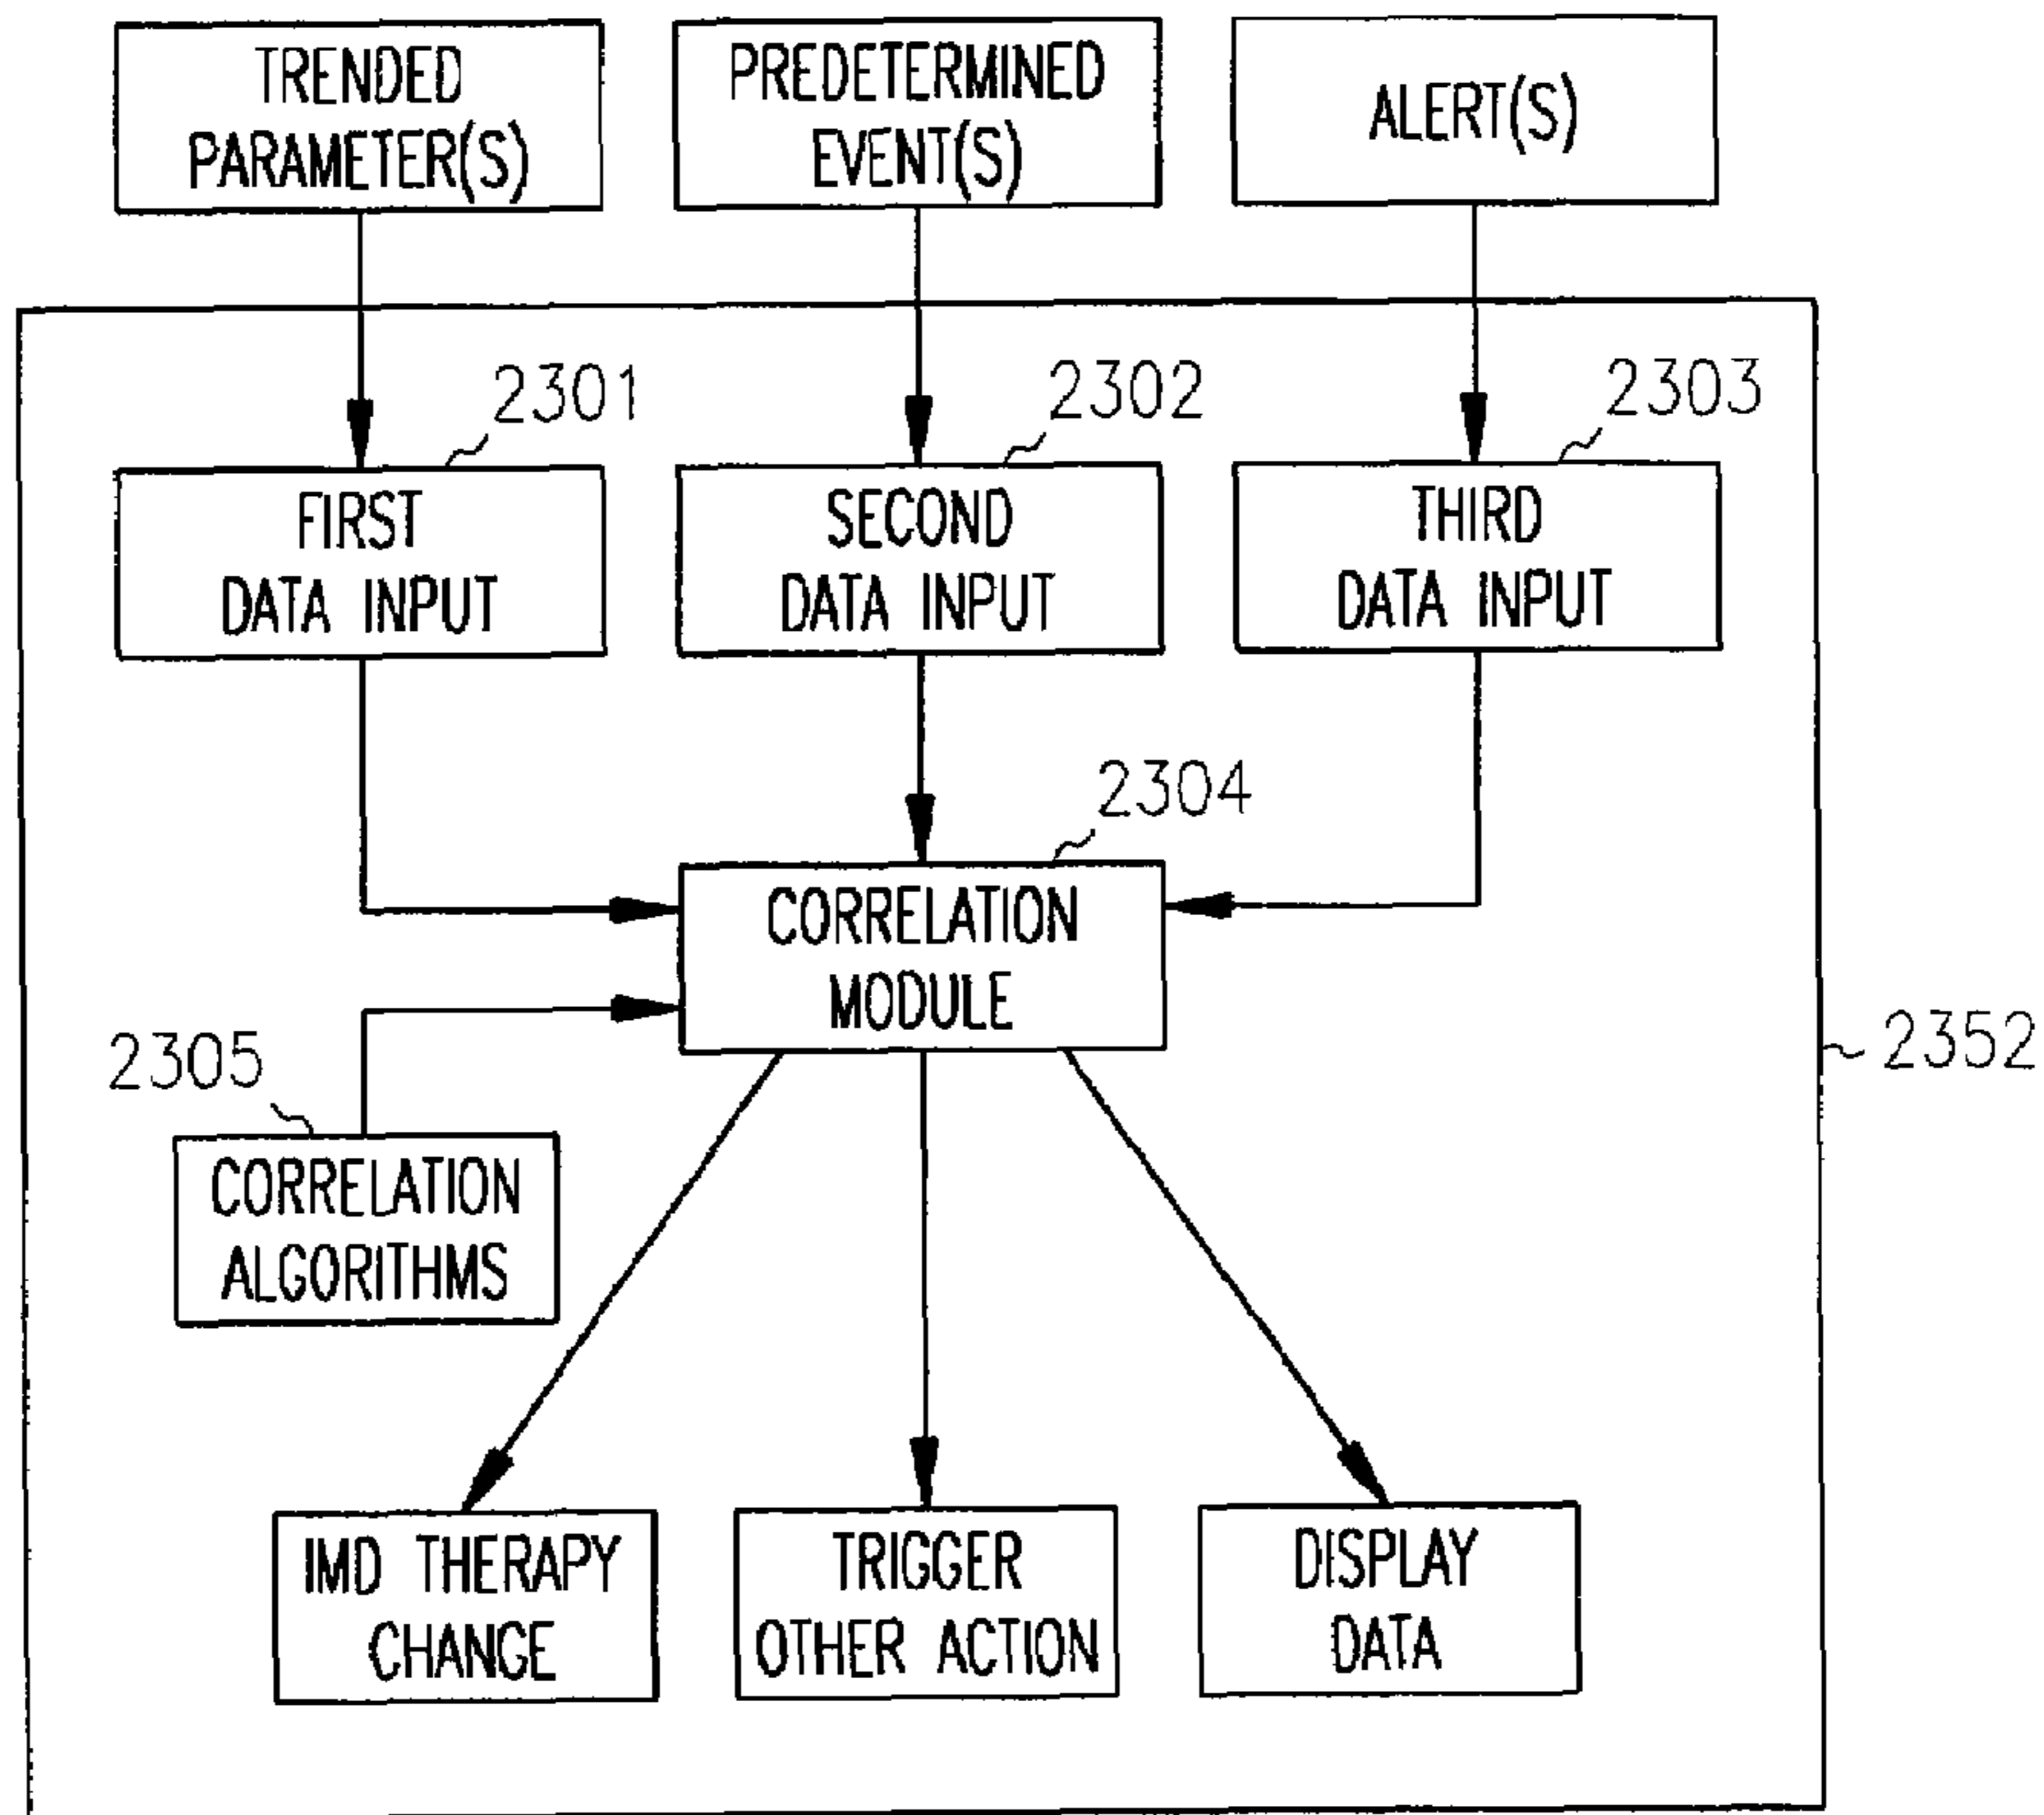 TRENDED
PARAMETER(S)
PREDETERMINED
EVENT(S)
ALERT(S)
2301
2302
2303
FIRST
DATA INPUT
SECOND
DATA INPUT
THIRD
DATA INPUT
2304
CORRELATION
MODULE
2305
2352
CORRELATION
ALGORITHMS
IMD THERAPY
CHANGE
TRIGGER
OTHER ACTION
DISPLAY
DATA